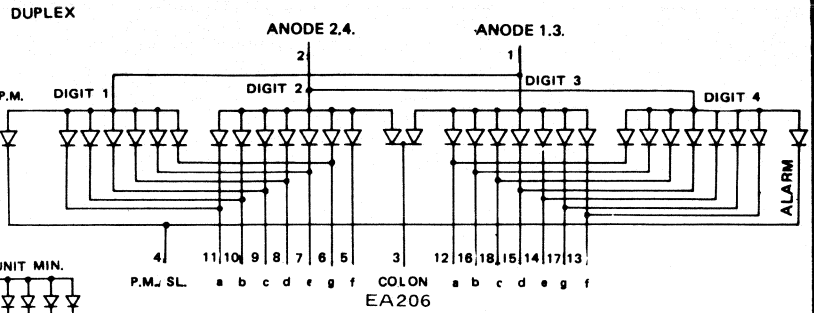 DUPLEX
ANODE 2,4.
ANODE 1.3.
2
1
P.M.
DIGIT 1
DIGIT 2
DIGIT 3
DIGIT 4
ALARM
4 11 10 9 8 7 6 5 3 12 16 18 15 14 17 13
P.M./ SL. a b c d e g f COLON a b c d e g f
UNIT MIN.
EA206